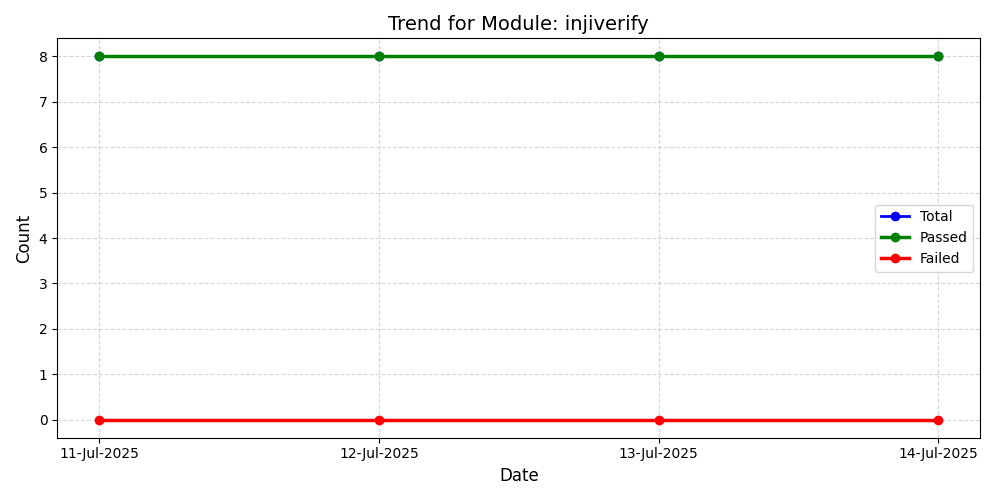 Trend for Module: injiverify
8
7
6
5
4
3
2
1
0
Count
Total
Passed
Failed
11-Jul-2025
12-Jul-2025
13-Jul-2025
14-Jul-2025
Date